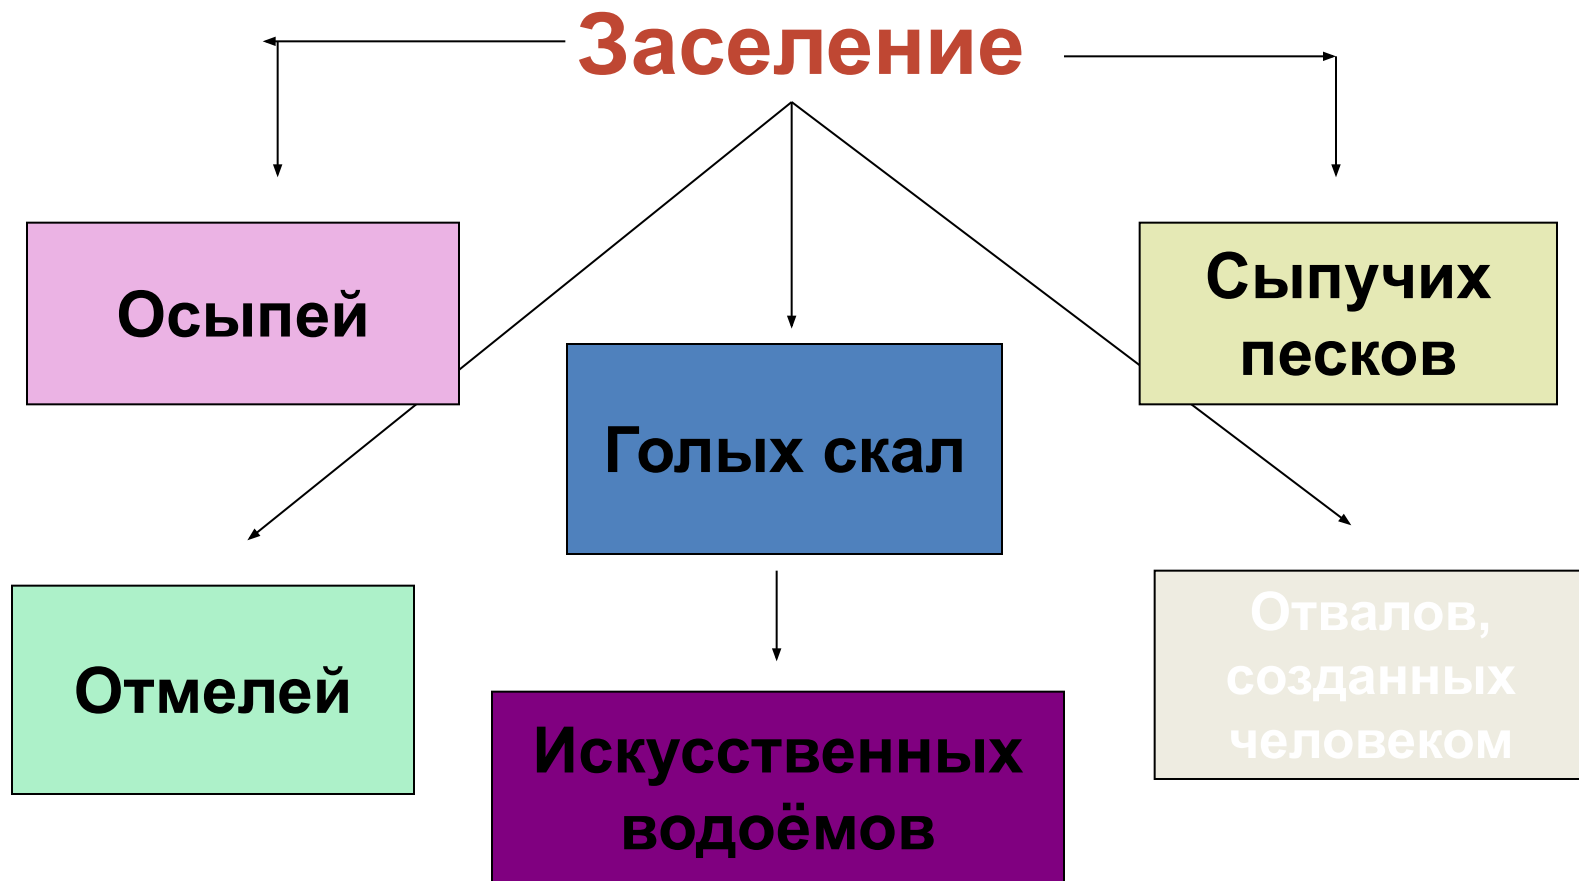 Заселение
Осыпей
Сыпучих
песков
Голых скал
Отмелей
Отвалов,
созданных
человеком
Искусственных
водоёмов